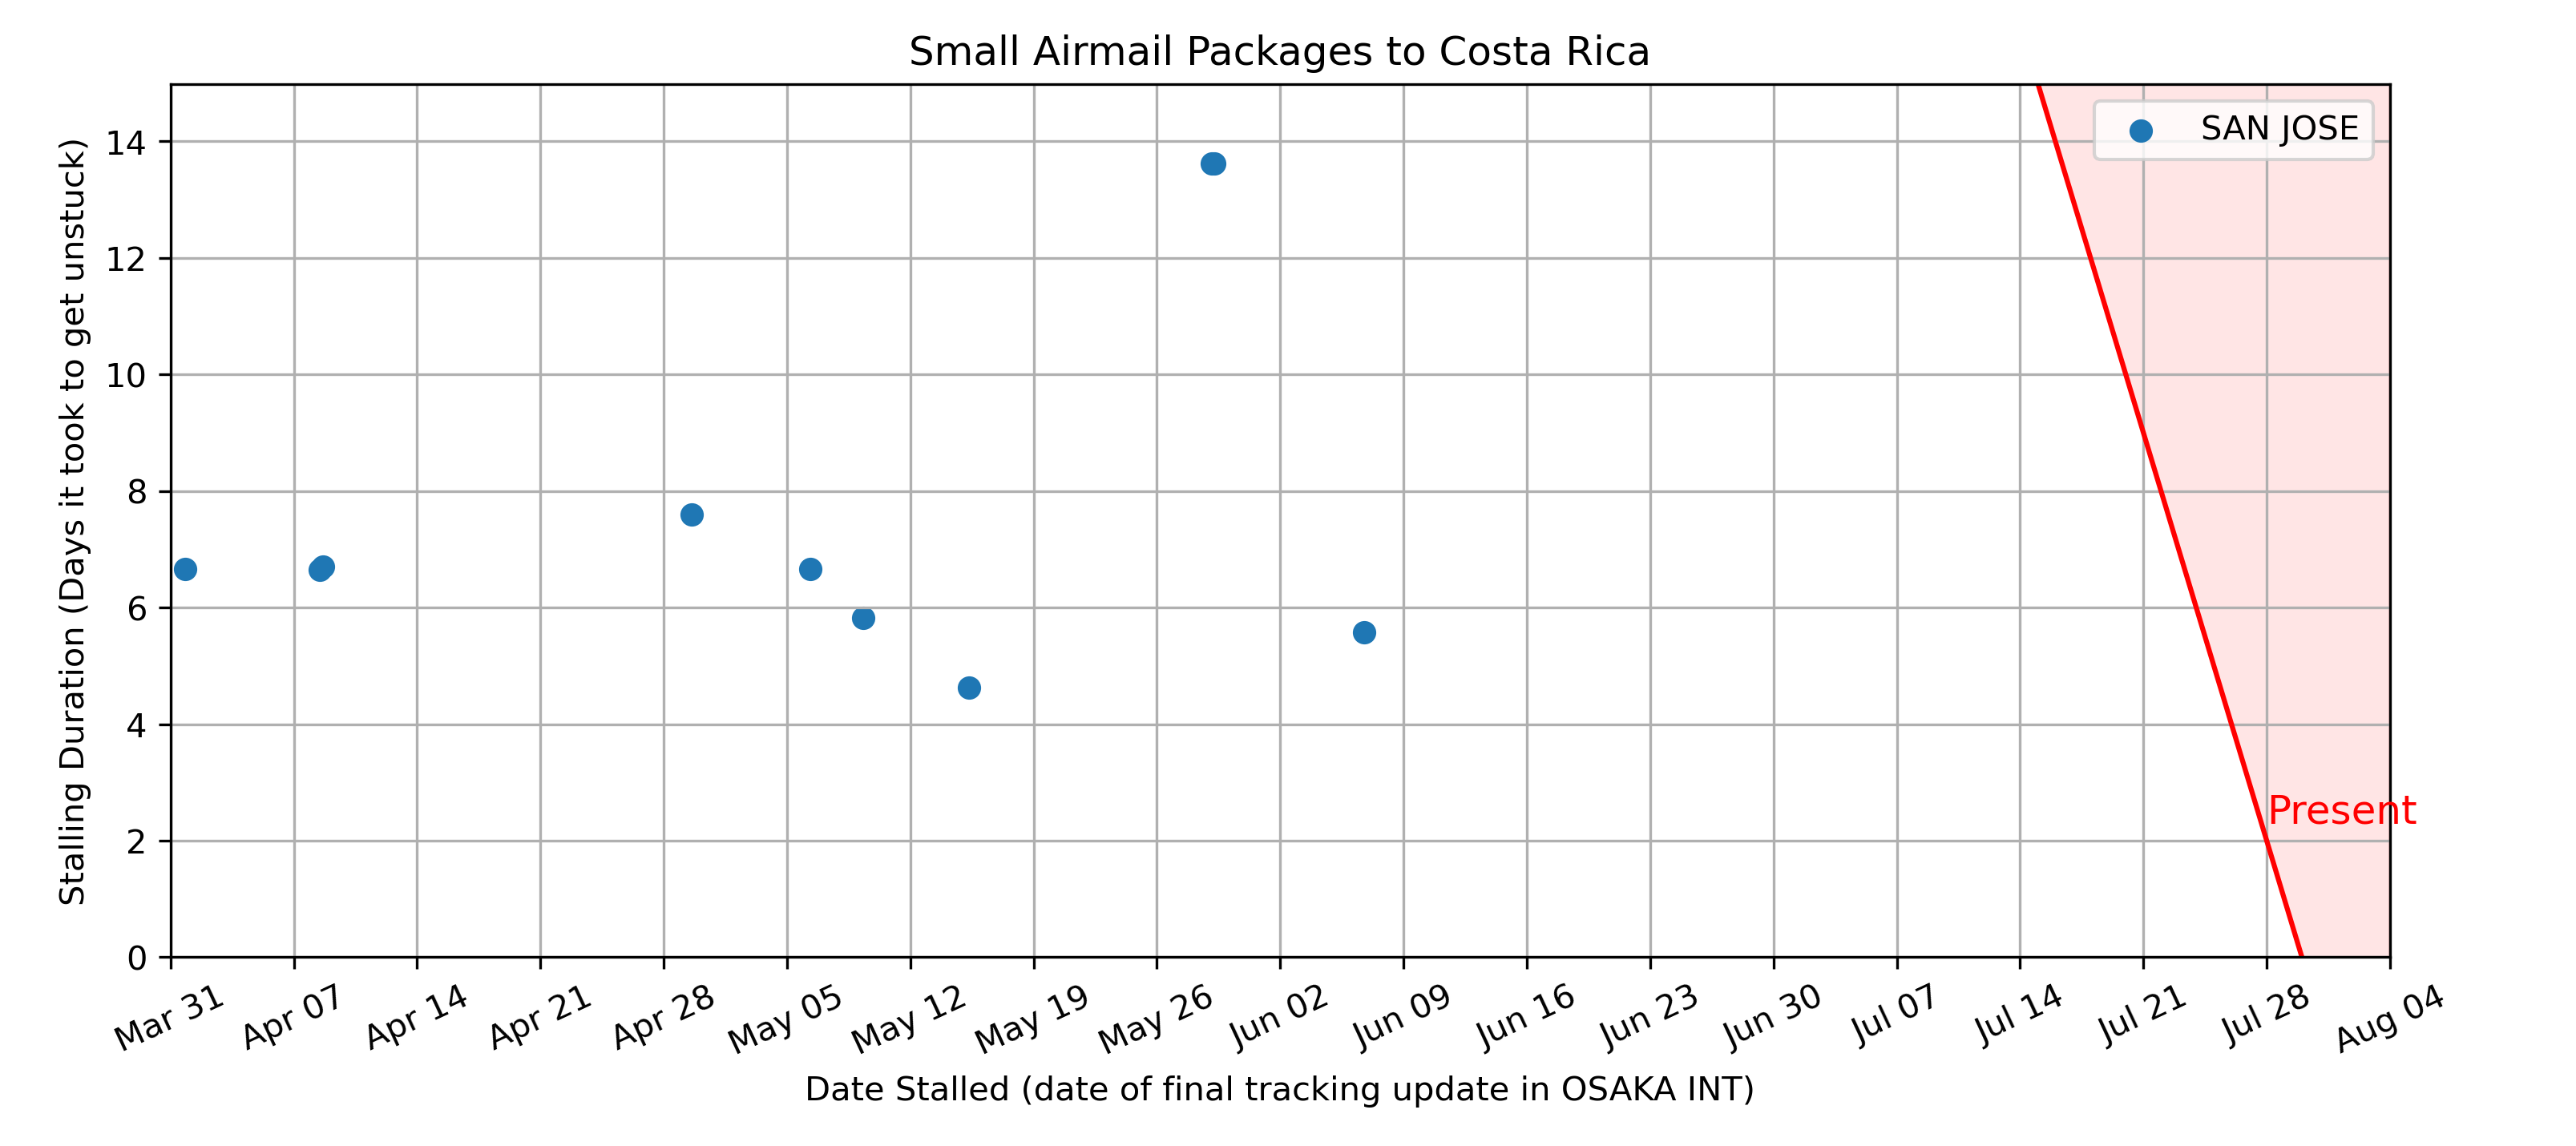 Small Airmail Packages to Costa Rica
Stalling Duration (Days it took to get unstuck)
14
12
10
8
6
4
2
0
SAN JOSE
Present
Mar 31
Apr 07
Apr 14
Apr 21
Apr 28
May 05
May 12
May 19
May 26
Jun 02
Jun 09
Jun 16
Jun 23
Jun 30
Jul 07
Jul 14
Jul 21
Jul 28
Aug 04
Date Stalled (date of final tracking update in OSAKA INT)